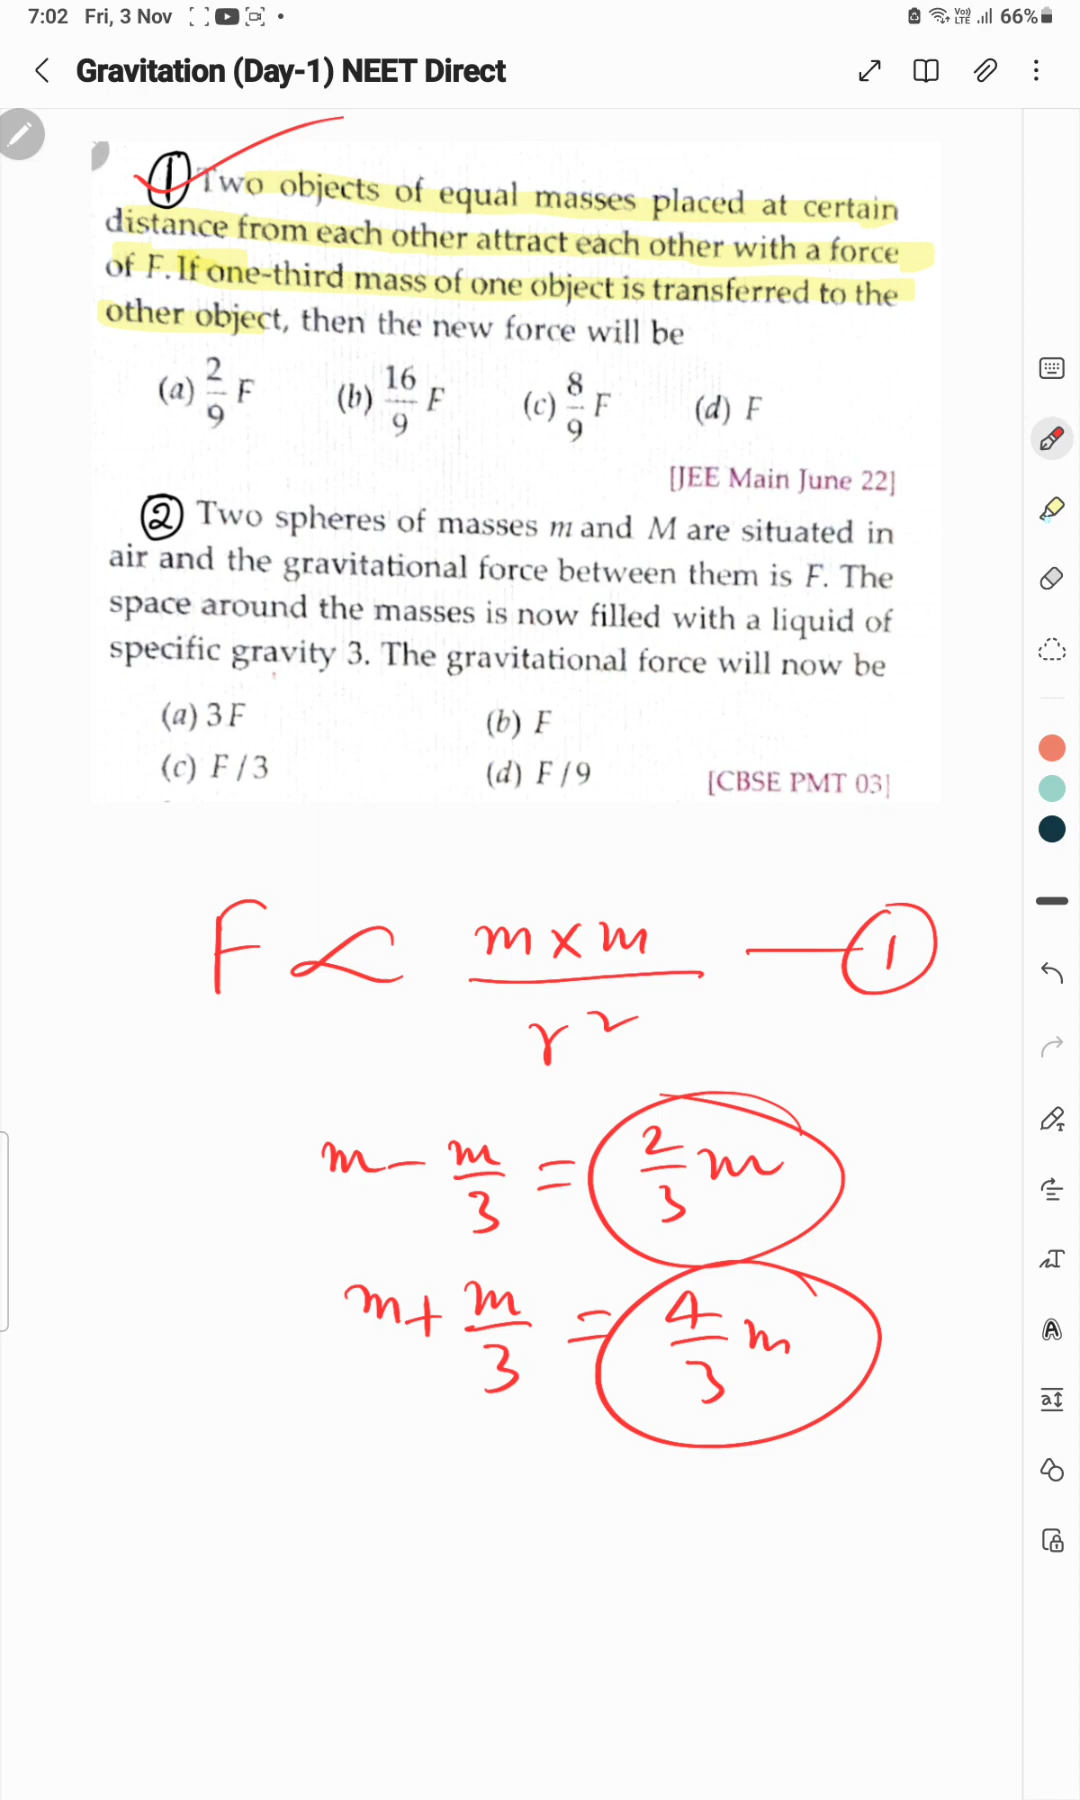 7:02 Fri, 3 Nov
66%
Gravitation (Day-1) NEET Direct
① Two objects of equal masses placed at certain
distance from each other attract each other with a force
of F. If one-third mass of one object is transferred to the
other object, then the new force will be
(a) 2/9 F (b) 16/9 F (c) 8/9 F (d) F
[JEE Main June 22]
② Two spheres of masses m and M are situated in
air and the gravitational force between them is F. The
space around the masses is now filled with a liquid of
specific gravity 3. The gravitational force will now be
(a) 3F (b) F
(c) F/3 (d) F/9 [CBSE PMT 03]
F ∝ m×m / r² — ①
m − m/3 = 2/3 m
m + m/3 = 4/3 m